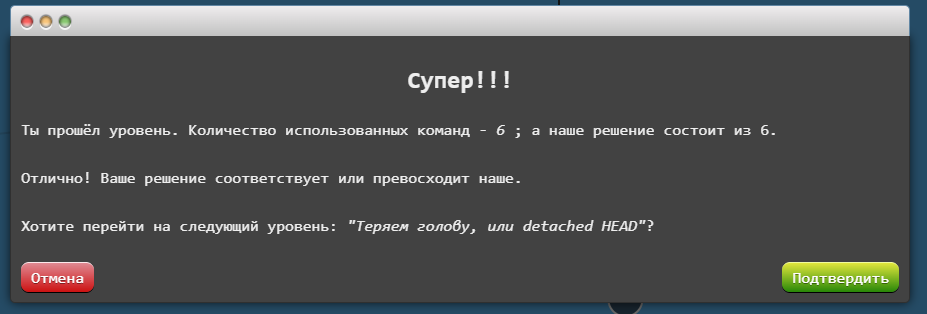 Супер!!!
Ты прошёл уровень. Количество использованных команд - 6 ; а наше решение состоит из 6.
Отлично! Ваше решение соответствует или превосходит наше.
Хотите перейти на следующий уровень: "Теряем голову, или detached HEAD"?
Отмена
Подтвердить